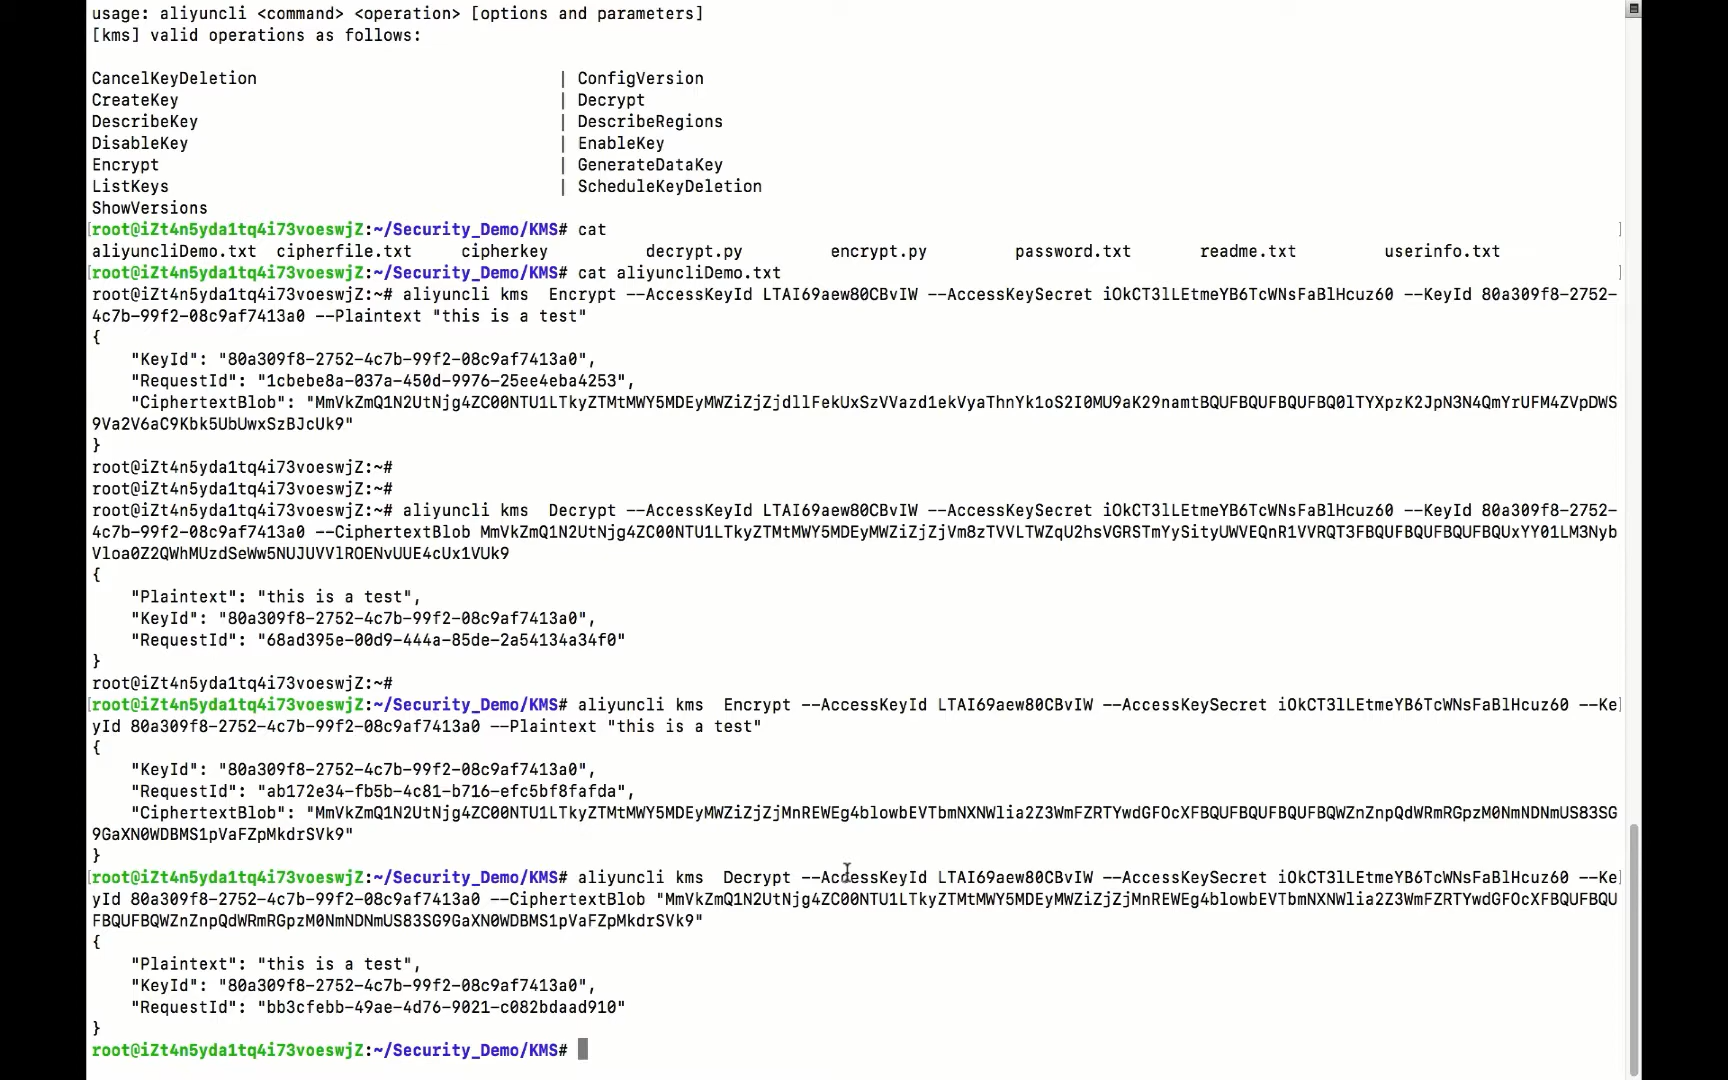 usage: aliyuncli <command> <operation> [options and parameters]
[kms] valid operations as follows:
CancelKeyDeletion | ConfigVersion
CreateKey | Decrypt
DescribeKey | DescribeRegions
DisableKey | EnableKey
Encrypt | GenerateDataKey
ListKeys | ScheduleKeyDeletion
ShowVersions
[root@iZt4n5yda1tq4i73voeswjZ:~/Security_Demo/KMS# cat ]
aliyuncliDemo.txt cipherfile.txt cipherkey decrypt.py encrypt.py password.txt readme.txt userinfo.txt
[root@iZt4n5yda1tq4i73voeswjZ:~/Security_Demo/KMS# cat aliyuncliDemo.txt ]
root@iZt4n5yda1tq4i73voeswjZ:~# aliyuncli kms Encrypt --AccessKeyId LTAI69aew80CBvIW --AccessKeySecret iOkCT3lLEtmeYB6TcWNsFaBlHcuz60 --KeyId 80a309f8-2752-
4c7b-99f2-08c9af7413a0 --Plaintext "this is a test"
{
"KeyId": "80a309f8-2752-4c7b-99f2-08c9af7413a0",
"RequestId": "1cbebe8a-037a-450d-9976-25ee4eba4253",
"CiphertextBlob": "MmVkZmQ1N2UtNjg4ZC00NTU1LTkyZTMtMWY5MDEyMWZiZjZjdllFekUxSzVVazd1ekVyaThnYk1oS2I0MU9aK29namtBQUFBQUFBQUFBQ0lTYXpzK2JpN3N4QmYrUFM4ZVpDWS
9Va2V6aC9Kbk5UbUwxSzBJcUk9"
}
root@iZt4n5yda1tq4i73voeswjZ:~#
root@iZt4n5yda1tq4i73voeswjZ:~#
root@iZt4n5yda1tq4i73voeswjZ:~# aliyuncli kms Decrypt --AccessKeyId LTAI69aew80CBvIW --AccessKeySecret iOkCT3lLEtmeYB6TcWNsFaBlHcuz60 --KeyId 80a309f8-2752-
4c7b-99f2-08c9af7413a0 --CiphertextBlob MmVkZmQ1N2UtNjg4ZC00NTU1LTkyZTMtMWY5MDEyMWZiZjZjVm8zTVVLTWZqU2hsVGRSTmYySityUWVEQnR1VVRQT3FBQUFBQUFBQUFBQUxYY01LM3Nyb
Vloa0Z2QWhMUzdSeWw5NUJUVVlROENvUUE4cUx1VUk9
{
"Plaintext": "this is a test",
"KeyId": "80a309f8-2752-4c7b-99f2-08c9af7413a0",
"RequestId": "68ad395e-00d9-444a-85de-2a54134a34f0"
}
root@iZt4n5yda1tq4i73voeswjZ:~#
[root@iZt4n5yda1tq4i73voeswjZ:~/Security_Demo/KMS# aliyuncli kms Encrypt --AccessKeyId LTAI69aew80CBvIW --AccessKeySecret iOkCT3lLEtmeYB6TcWNsFaBlHcuz60 --Ke]
yId 80a309f8-2752-4c7b-99f2-08c9af7413a0 --Plaintext "this is a test"
{
"KeyId": "80a309f8-2752-4c7b-99f2-08c9af7413a0",
"RequestId": "ab172e34-fb5b-4c81-b716-efc5bf8fafda",
"CiphertextBlob": "MmVkZmQ1N2UtNjg4ZC00NTU1LTkyZTMtMWY5MDEyMWZiZjZjMnREWEg4blowbEVTbmNXNWlia2Z3WmFZRTYwdGFOcXFBQUFBQUFBQUFBQWZnZnpQdWRmRGpzM0NmNDNmUS83SG
9GaXN0WDBMS1pVaFZpMkdrSVk9"
}
[root@iZt4n5yda1tq4i73voeswjZ:~/Security_Demo/KMS# aliyuncli kms Decrypt --AccessKeyId LTAI69aew80CBvIW --AccessKeySecret iOkCT3lLEtmeYB6TcWNsFaBlHcuz60 --Ke]
yId 80a309f8-2752-4c7b-99f2-08c9af7413a0 --CiphertextBlob "MmVkZmQ1N2UtNjg4ZC00NTU1LTkyZTMtMWY5MDEyMWZiZjZjMnREWEg4blowbEVTbmNXNWlia2Z3WmFZRTYwdGFOcXFBQUFBQU
FBQUFBQWZnZnpQdWRmRGpzM0NmNDNmUS83SG9GaXN0WDBMS1pVaFZpMkdrSVk9"
{
"Plaintext": "this is a test",
"KeyId": "80a309f8-2752-4c7b-99f2-08c9af7413a0",
"RequestId": "bb3cfebb-49ae-4d76-9021-c082bdaad910"
}
root@iZt4n5yda1tq4i73voeswjZ:~/Security_Demo/KMS#